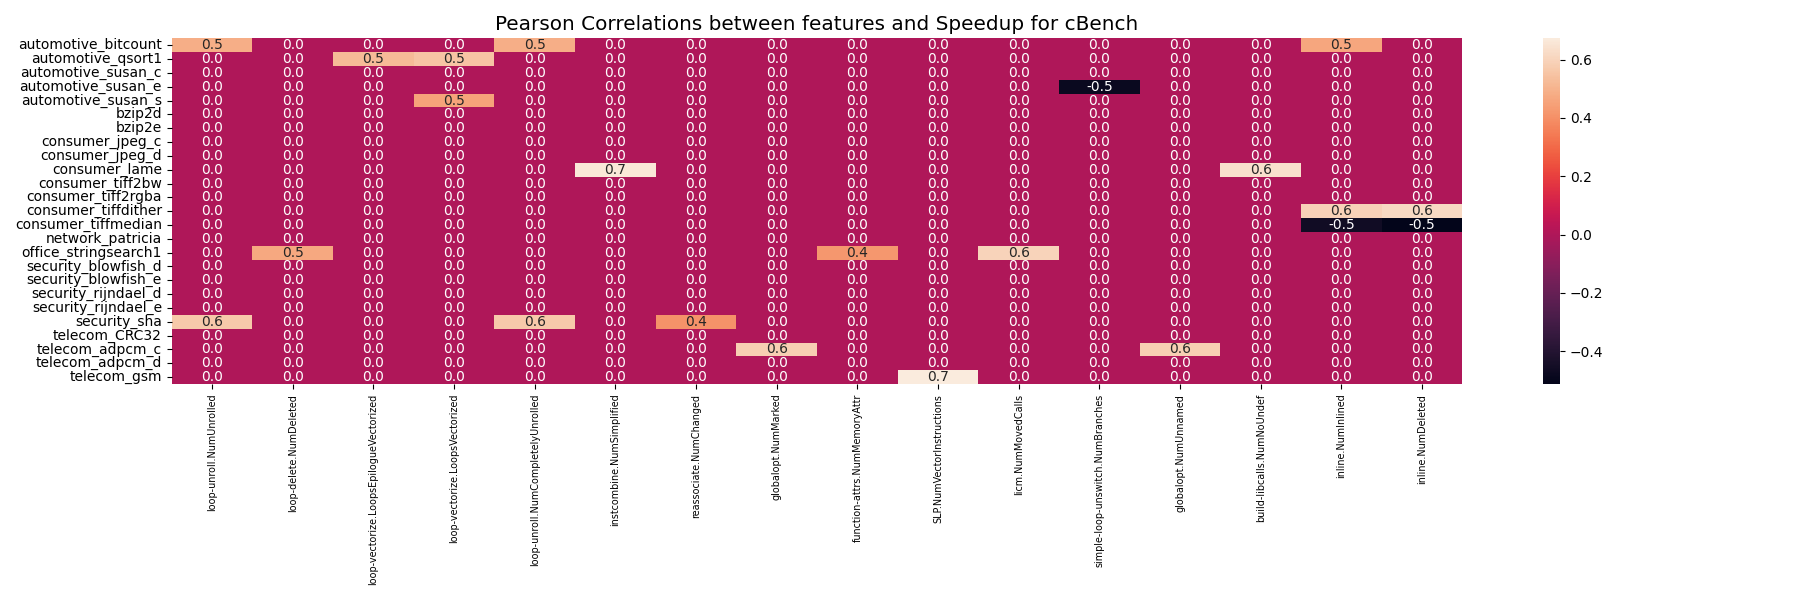 Pearson Correlations between features and Speedup for cBench
automotive_bitcount 0.5 0.0 0.0 0.0 0.5 0.0 0.0 0.0 0.0 0.0 0.0 0.0 0.0 0.0 0.5 0.0
automotive_qsort1 0.0 0.0 0.5 0.5 0.0 0.0 0.0 0.0 0.0 0.0 0.0 0.0 0.0 0.0 0.0 0.0
automotive_susan_c 0.0 0.0 0.0 0.0 0.0 0.0 0.0 0.0 0.0 0.0 0.0 0.0 0.0 0.0 0.0 0.0
automotive_susan_e 0.0 0.0 0.0 0.0 0.0 0.0 0.0 0.0 0.0 0.0 0.0 -0.5 0.0 0.0 0.0 0.0
automotive_susan_s 0.0 0.0 0.0 0.5 0.0 0.0 0.0 0.0 0.0 0.0 0.0 0.0 0.0 0.0 0.0 0.0
bzip2d 0.0 0.0 0.0 0.0 0.0 0.0 0.0 0.0 0.0 0.0 0.0 0.0 0.0 0.0 0.0 0.0
bzip2e 0.0 0.0 0.0 0.0 0.0 0.0 0.0 0.0 0.0 0.0 0.0 0.0 0.0 0.0 0.0 0.0
consumer_jpeg_c 0.0 0.0 0.0 0.0 0.0 0.0 0.0 0.0 0.0 0.0 0.0 0.0 0.0 0.0 0.0 0.0
consumer_jpeg_d 0.0 0.0 0.0 0.0 0.0 0.0 0.0 0.0 0.0 0.0 0.0 0.0 0.0 0.0 0.0 0.0
consumer_lame 0.0 0.0 0.0 0.0 0.0 0.7 0.0 0.0 0.0 0.0 0.0 0.0 0.0 0.6 0.0 0.0
consumer_tiff2bw 0.0 0.0 0.0 0.0 0.0 0.0 0.0 0.0 0.0 0.0 0.0 0.0 0.0 0.0 0.0 0.0
consumer_tiff2rgba 0.0 0.0 0.0 0.0 0.0 0.0 0.0 0.0 0.0 0.0 0.0 0.0 0.0 0.0 0.0 0.0
consumer_tiffdither 0.0 0.0 0.0 0.0 0.0 0.0 0.0 0.0 0.0 0.0 0.0 0.0 0.0 0.0 0.6 0.6
consumer_tiffmedian 0.0 0.0 0.0 0.0 0.0 0.0 0.0 0.0 0.0 0.0 0.0 0.0 0.0 0.0 -0.5 -0.5
network_patricia 0.0 0.0 0.0 0.0 0.0 0.0 0.0 0.0 0.0 0.0 0.0 0.0 0.0 0.0 0.0 0.0
office_stringsearch1 0.0 0.5 0.0 0.0 0.0 0.0 0.0 0.0 0.4 0.0 0.6 0.0 0.0 0.0 0.0 0.0
security_blowfish_d 0.0 0.0 0.0 0.0 0.0 0.0 0.0 0.0 0.0 0.0 0.0 0.0 0.0 0.0 0.0 0.0
security_blowfish_e 0.0 0.0 0.0 0.0 0.0 0.0 0.0 0.0 0.0 0.0 0.0 0.0 0.0 0.0 0.0 0.0
security_rijndael_d 0.0 0.0 0.0 0.0 0.0 0.0 0.0 0.0 0.0 0.0 0.0 0.0 0.0 0.0 0.0 0.0
security_rijndael_e 0.0 0.0 0.0 0.0 0.0 0.0 0.0 0.0 0.0 0.0 0.0 0.0 0.0 0.0 0.0 0.0
security_sha 0.6 0.0 0.0 0.0 0.6 0.0 0.4 0.0 0.0 0.0 0.0 0.0 0.0 0.0 0.0 0.0
telecom_CRC32 0.0 0.0 0.0 0.0 0.0 0.0 0.0 0.0 0.0 0.0 0.0 0.0 0.0 0.0 0.0 0.0
telecom_adpcm_c 0.0 0.0 0.0 0.0 0.0 0.0 0.0 0.6 0.0 0.0 0.0 0.0 0.6 0.0 0.0 0.0
telecom_adpcm_d 0.0 0.0 0.0 0.0 0.0 0.0 0.0 0.0 0.0 0.0 0.0 0.0 0.0 0.0 0.0 0.0
telecom_gsm 0.0 0.0 0.0 0.0 0.0 0.0 0.0 0.0 0.0 0.7 0.0 0.0 0.0 0.0 0.0 0.0
loop-unroll.NumUnrolled
loop-delete.NumDeleted
loop-vectorize.LoopsEpilogueVectorized
loop-vectorize.LoopsVectorized
loop-unroll.NumCompletelyUnrolled
instcombine.NumSimplified
reassociate.NumChanged
globalopt.NumMarked
function-attrs.NumMemoryAttr
SLP.NumVectorInstructions
licm.NumMovedCalls
simple-loop-unswitch.NumBranches
globalopt.NumUnnamed
build-libcalls.NumNoUndef
inline.NumInlined
inline.NumDeleted
0.6
0.4
0.2
0.0
−0.2
−0.4